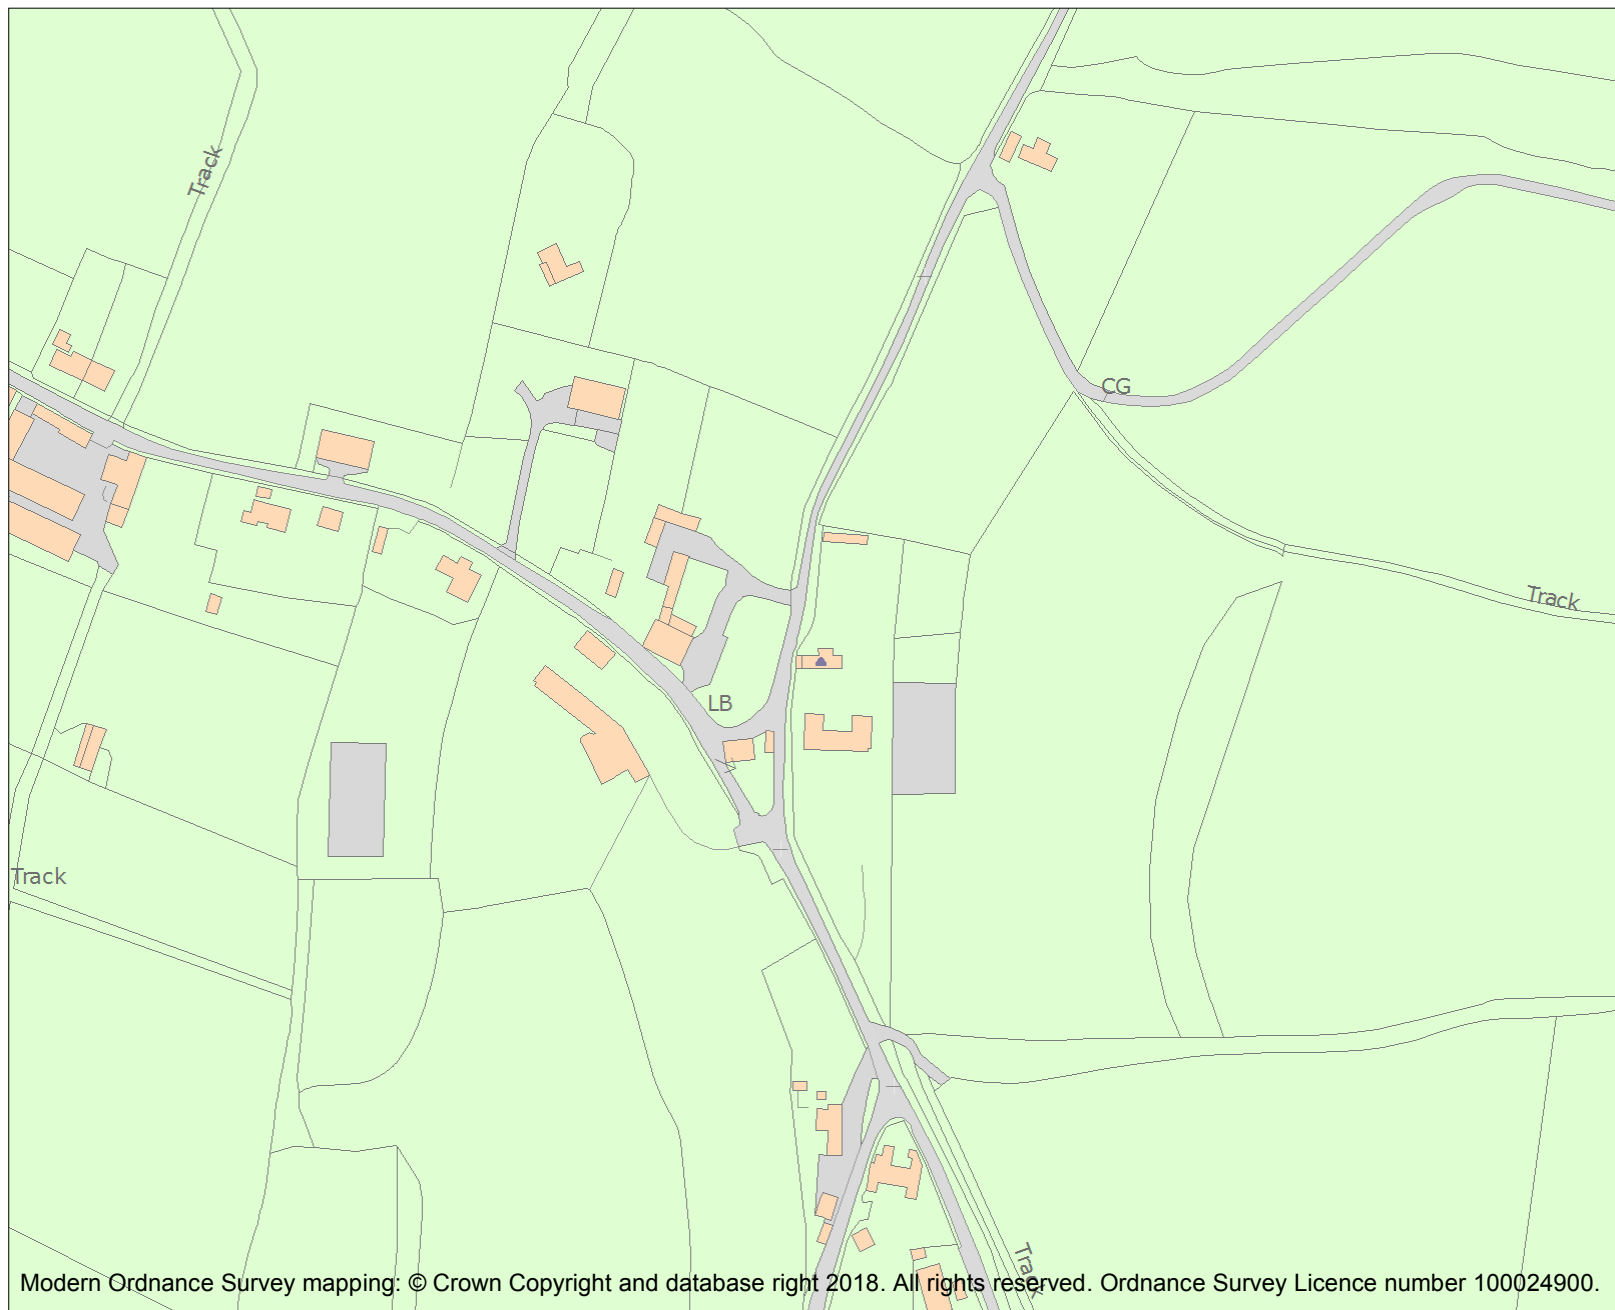 Track
CG
Track
LB
Track
Track
Modern Ordnance Survey mapping: © Crown Copyright and database right 2018. All rights reserved. Ordnance Survey Licence number 100024900.